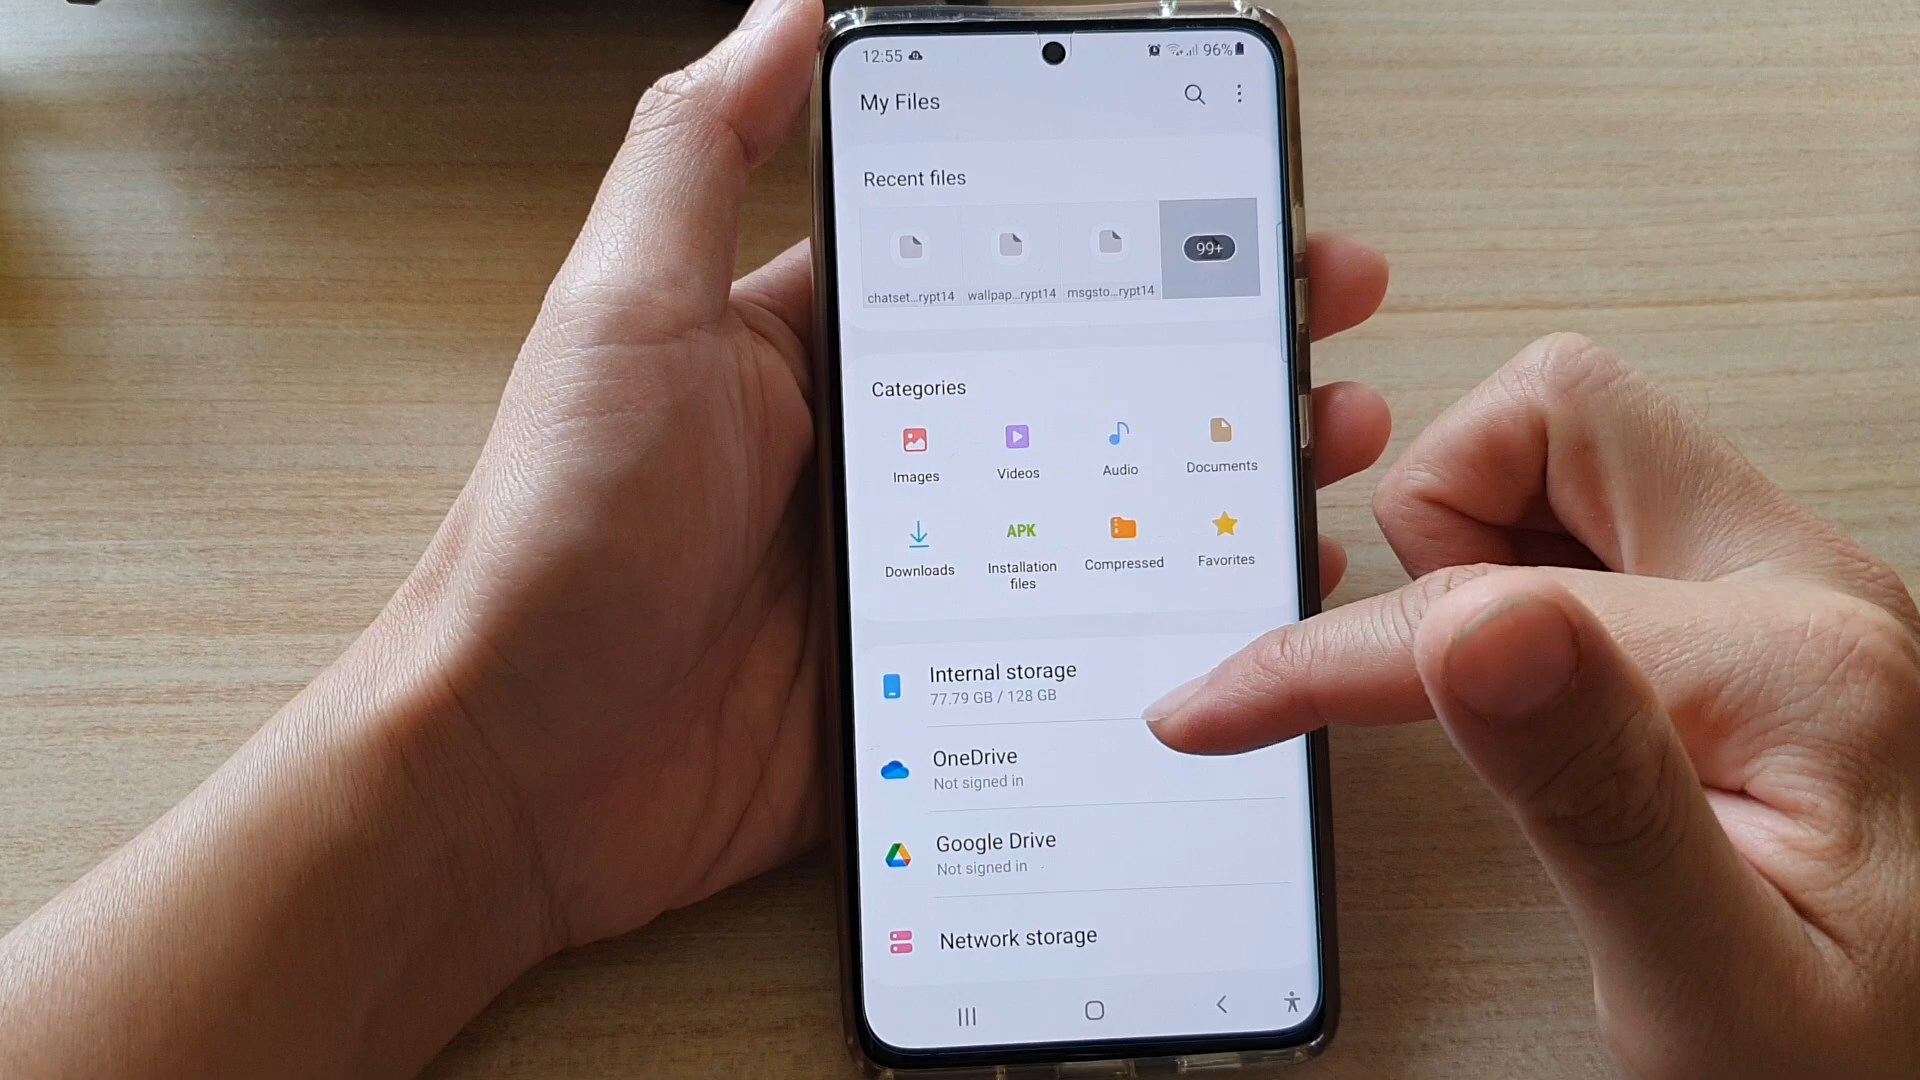 12:55
96%
My Files
Recent files
99+
chatset...rypt14
wallpap...rypt14
msgsto...rypt14
Categories
Images
Videos
Audio
Documents
APK
Downloads
Installation
files
Compressed
Favorites
Internal storage
77.79 GB / 128 GB
OneDrive
Not signed in
Google Drive
Not signed in
Network storage